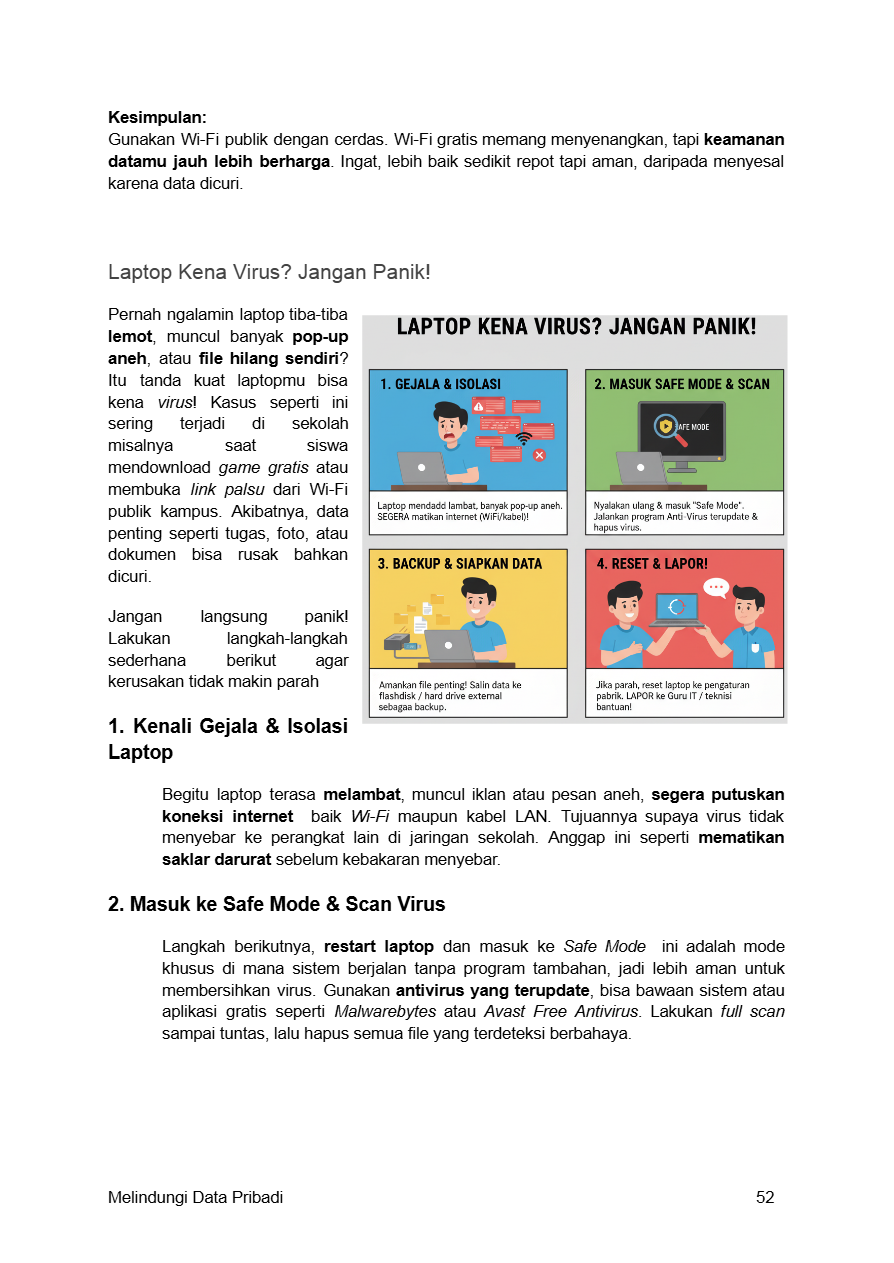 Kesimpulan:
Gunakan Wi-Fi publik dengan cerdas. Wi-Fi gratis memang menyenangkan, tapi keamanan
datamu jauh lebih berharga. Ingat, lebih baik sedikit repot tapi aman, daripada menyesal
karena data dicuri.
Laptop Kena Virus? Jangan Panik!
Pernah ngalamin laptop tiba-tiba
lemot, muncul banyak pop-up
aneh, atau file hilang sendiri?
Itu tanda kuat laptopmu bisa
kena virus! Kasus seperti ini
sering terjadi di sekolah
misalnya saat siswa
mendownload game gratis atau
membuka link palsu dari Wi-Fi
publik kampus. Akibatnya, data
penting seperti tugas, foto, atau
dokumen bisa rusak bahkan
dicuri.
Jangan langsung panik!
Lakukan langkah-langkah
sederhana berikut agar
kerusakan tidak makin parah
LAPTOP KENA VIRUS? JANGAN PANIK!
1. GEJALA & ISOLASI
Laptop mendadd lambat, banyak pop-up aneh.
SEGERA matikan internet (WiFi/kabel)!
2. MASUK SAFE MODE & SCAN
AFE MODE
Nyalakan ulang & masuk "Safe Mode".
Jalankan program Anti-Virus terupdate &
hapus virus.
3. BACKUP & SIAPKAN DATA
Amankan file penting! Salin data ke
flashdisk / hard drive external
sebagaa backup.
4. RESET & LAPOR!
Jika parah, reset laptop ke pengaturan
pabrik. LAPOR ke Guru IT / teknisi
bantuan!
1. Kenali Gejala & Isolasi
Laptop
Begitu laptop terasa melambat, muncul iklan atau pesan aneh, segera putuskan
koneksi internet baik Wi-Fi maupun kabel LAN. Tujuannya supaya virus tidak
menyebar ke perangkat lain di jaringan sekolah. Anggap ini seperti mematikan
saklar darurat sebelum kebakaran menyebar.
2. Masuk ke Safe Mode & Scan Virus
Langkah berikutnya, restart laptop dan masuk ke Safe Mode ini adalah mode
khusus di mana sistem berjalan tanpa program tambahan, jadi lebih aman untuk
membersihkan virus. Gunakan antivirus yang terupdate, bisa bawaan sistem atau
aplikasi gratis seperti Malwarebytes atau Avast Free Antivirus. Lakukan full scan
sampai tuntas, lalu hapus semua file yang terdeteksi berbahaya.
Melindungi Data Pribadi 52